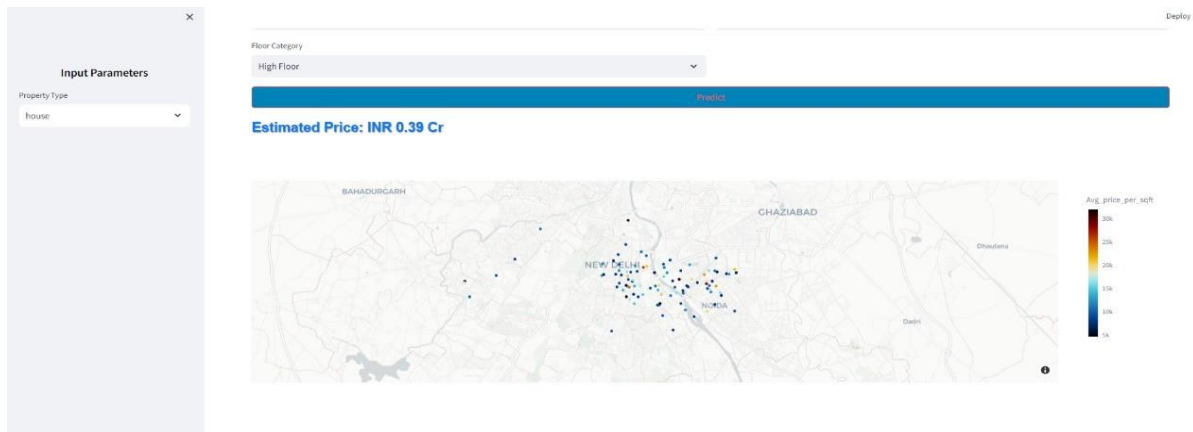 Deploy
Input Parameters
Property Type
house
Floor Category
High Floor
Predict
Estimated Price: INR 0.39 Cr
BAHADURGARH
GHAZIABAD
NEW DELHI
NOIDA
Dhaulana
Dadri
Avg_price_per_sqft
30k
25k
20k
15k
10k
5k